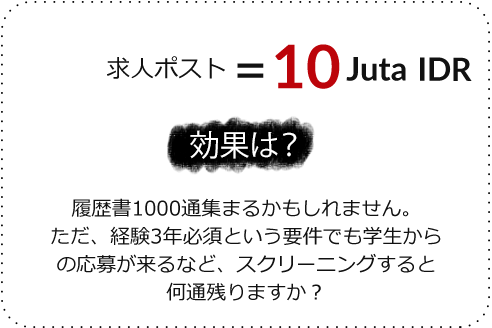 求人ポスト = 10 Juta IDR
効果は？
履歴書1000通集まるかもしれません。
ただ、経験3年必須という要件でも学生から
の応募が来るなど、スクリーニングすると
何通残りますか？